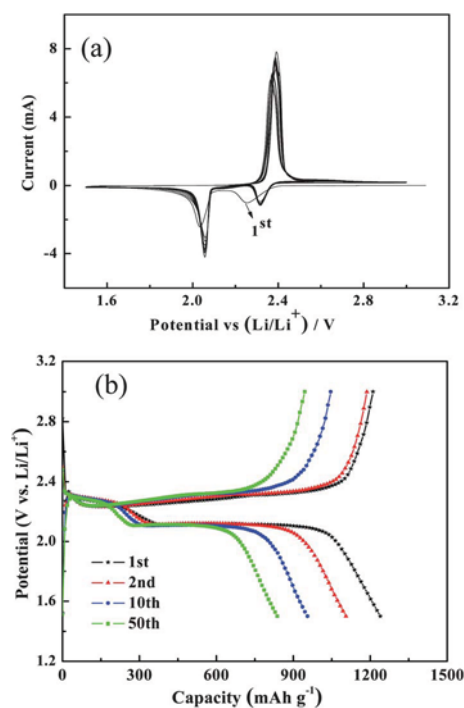 (a)
8
4
0
-4
Current (mA)
1st
1.6 2.0 2.4 2.8 3.2
Potential vs (Li/Li+) / V
(b)
3.2
2.8
2.4
2.0
1.6
1.2
Potential (V vs. Li/Li+)
1st
2nd
10th
50th
0 300 600 900 1200 1500
Capacity (mAh g-1)